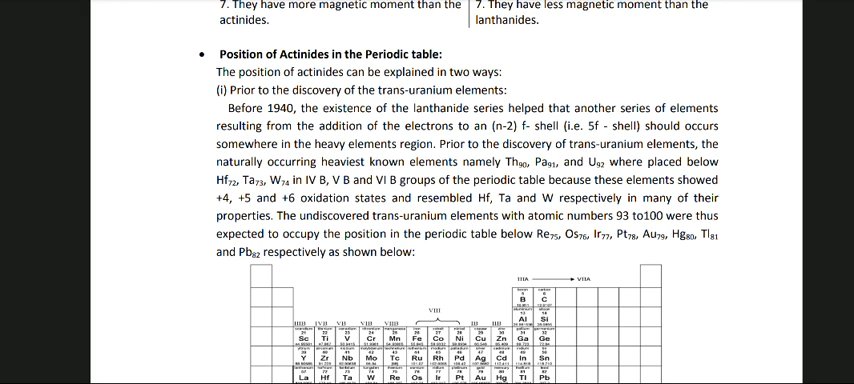 7. They have more magnetic moment than the actinides.
7. They have less magnetic moment than the lanthanides.
• Position of Actinides in the Periodic table:
The position of actinides can be explained in two ways:
(i) Prior to the discovery of the trans-uranium elements:
Before 1940, the existence of the lanthanide series helped that another series of elements
resulting from the addition of the electrons to an (n-2) f- shell (i.e. 5f - shell) should occurs
somewhere in the heavy elements region. Prior to the discovery of trans-uranium elements, the
naturally occurring heaviest known elements namely Th90, Pa91, and U92 where placed below
Hf72, Ta73, W74 in IV B, V B and VI B groups of the periodic table because these elements showed
+4, +5 and +6 oxidation states and resembled Hf, Ta and W respectively in many of their
properties. The undiscovered trans-uranium elements with atomic numbers 93 to100 were thus
expected to occupy the position in the periodic table below Re75, Os76, Ir77, Pt78, Au79, Hg80, Tl81
and Pb82 respectively as shown below:
IIIA VIIA
B C
VIII
Al Si
Sc Ti V Cr Mn Fe Co Ni Cu Zn Ga Ge
Y Zr Nb Mo Tc Ru Rh Pd Ag Cd In Sn
La Hf Ta W Re Os Ir Pt Au Hg Tl Pb